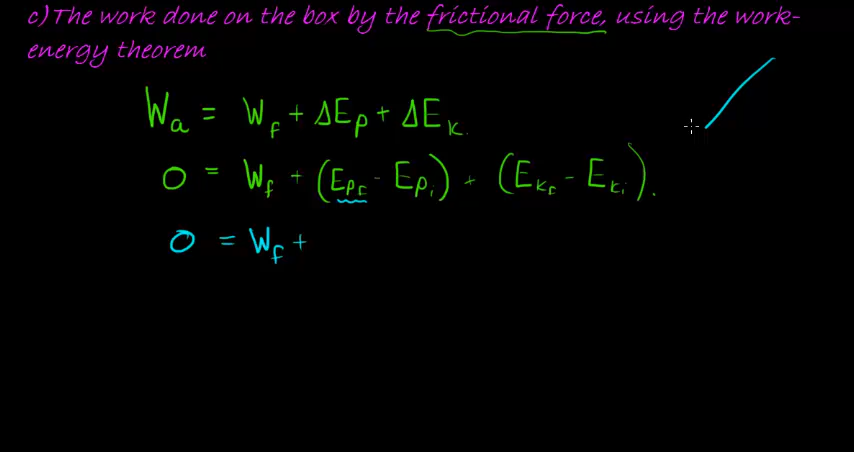 c) The work done on the box by the frictional force, using the work-
energy theorem
Wa = Wf + ΔEp + ΔEk.
0 = Wf + (Epf - Epi) + (Ekf - Eki).
0 = Wf +